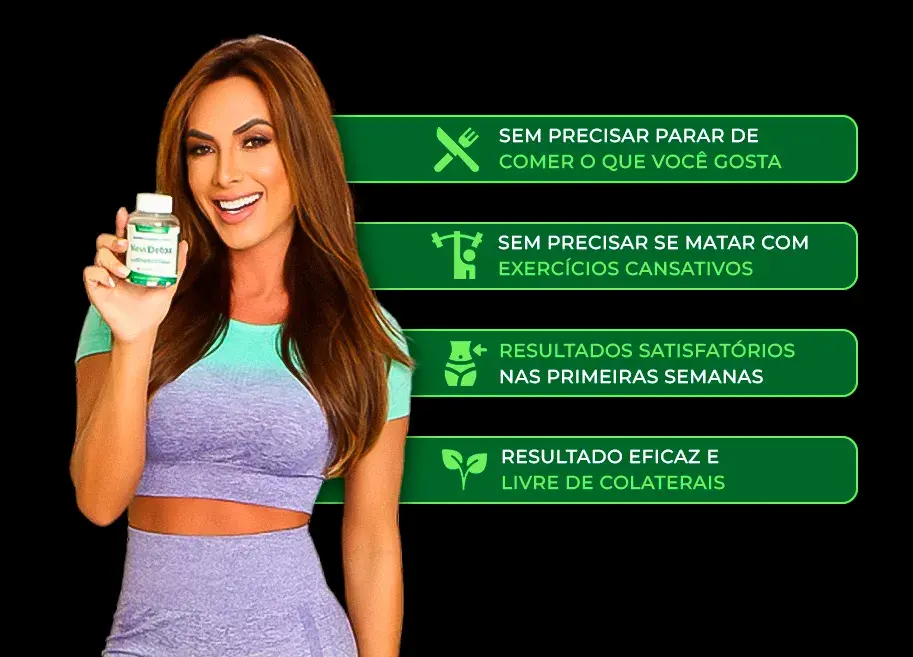 SEM PRECISAR PARAR DE
COMER O QUE VOCÊ GOSTA
SEM PRECISAR SE MATAR COM
EXERCÍCIOS CANSATIVOS
RESULTADOS SATISFATÓRIOS
NAS PRIMEIRAS SEMANAS
RESULTADO EFICAZ E
LIVRE DE COLATERAIS
Detox